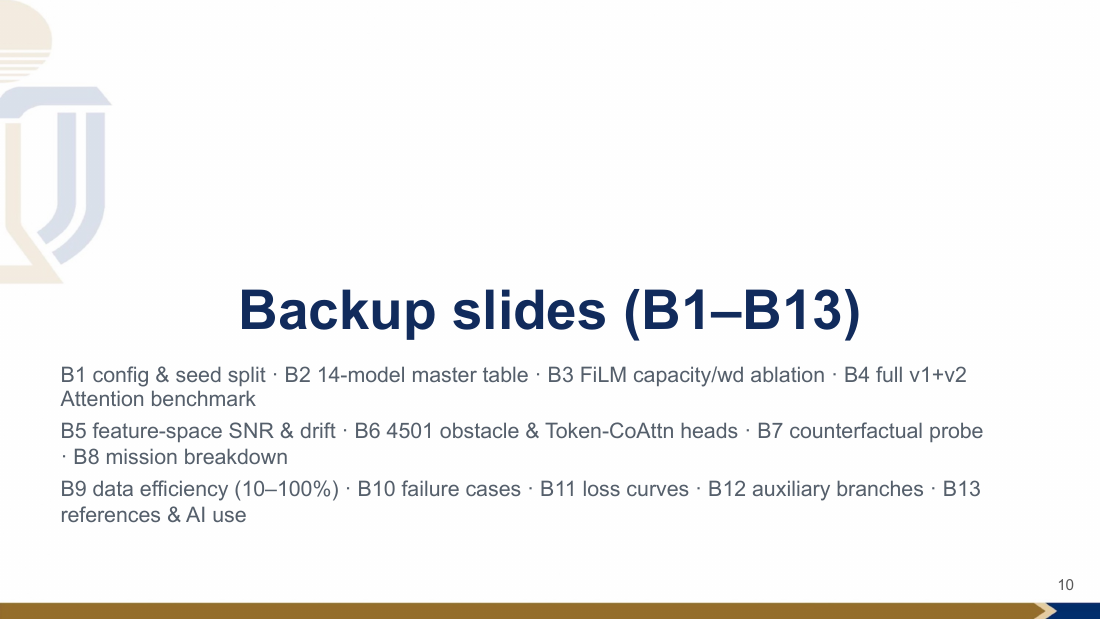 Backup slides (B1–B13)
B1 config & seed split · B2 14-model master table · B3 FiLM capacity/wd ablation · B4 full v1+v2
Attention benchmark
B5 feature-space SNR & drift · B6 4501 obstacle & Token-CoAttn heads · B7 counterfactual probe
· B8 mission breakdown
B9 data efficiency (10–100%) · B10 failure cases · B11 loss curves · B12 auxiliary branches · B13
references & AI use
10